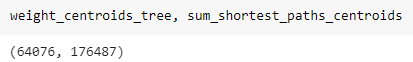 weight_centroids_tree, sum_shortest_paths_centroids
(64076, 176487)